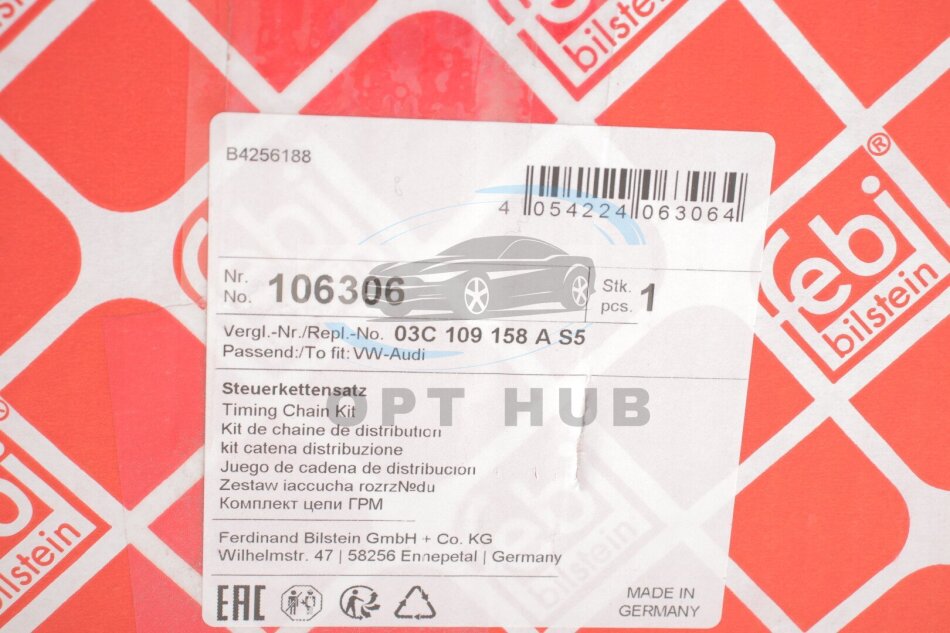 febi
bilstein
B4256188
4 054224 063064
Nr.
No. 106306
Stk.
pcs. 1
Vergl.-Nr./Repl.-No. 03C 109 158 A S5
Passend:/To fit: VW-Audi
Steuerkettensatz
Timing Chain Kit
OPT HUB
Kit de chaine de distribution
kit catena distribuzione
Juego de cadena de distribucion
Zestaw iaccucha rozrz№du
Комплект цепи ГРМ
Ferdinand Bilstein GmbH + Co. KG
Wilhelmstr. 47 | 58256 Ennepetal | Germany
EAC
MADE IN
GERMANY
febi®
bilstein
bilstein